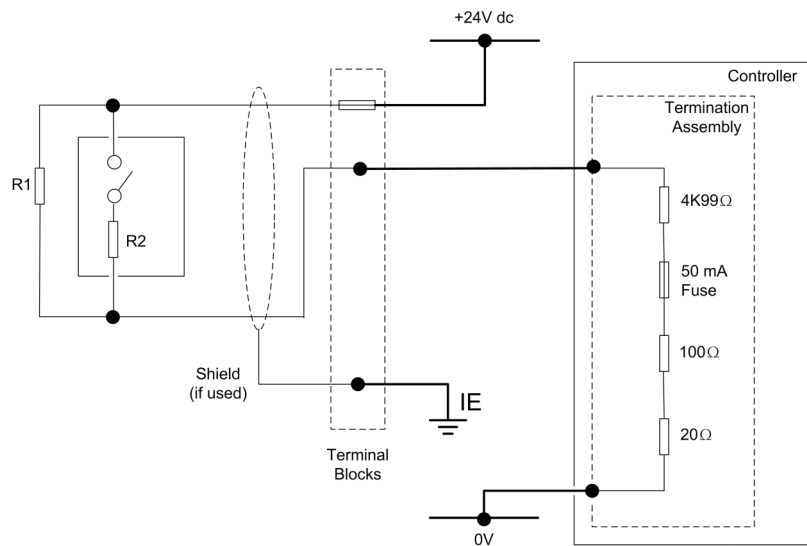 +24V dc
Controller
Termination
Assembly
R1
R2
4K99Ω
50 mA
Fuse
100Ω
Shield
(if used)
IE
20Ω
Terminal
Blocks
0V